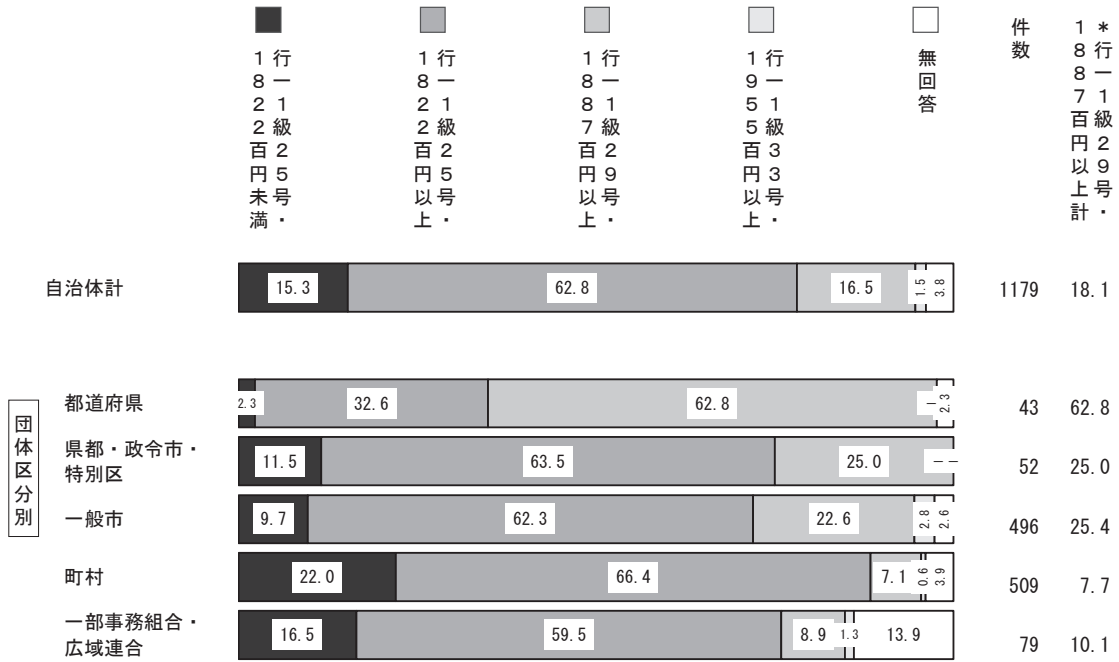 行一1級25号・
1822百円未満
行一1級25号・
1822百円以上
行一1級29号・
1887百円以上
行一1級33号・
1955百円以上
無回答
件数
*行一1級29号・
1887百円以上計
自治体計 15.3 62.8 16.5 1.5 3.8 1179 18.1
団体区分別
都道府県 2.3 32.6 62.8 － 2.3 43 62.8
県都・政令市・
特別区 11.5 63.5 25.0 － － 52 25.0
一般市 9.7 62.3 22.6 2.8 2.6 496 25.4
町村 22.0 66.4 7.1 0.6 3.9 509 7.7
一部事務組合・
広域連合 16.5 59.5 8.9 1.3 13.9 79 10.1